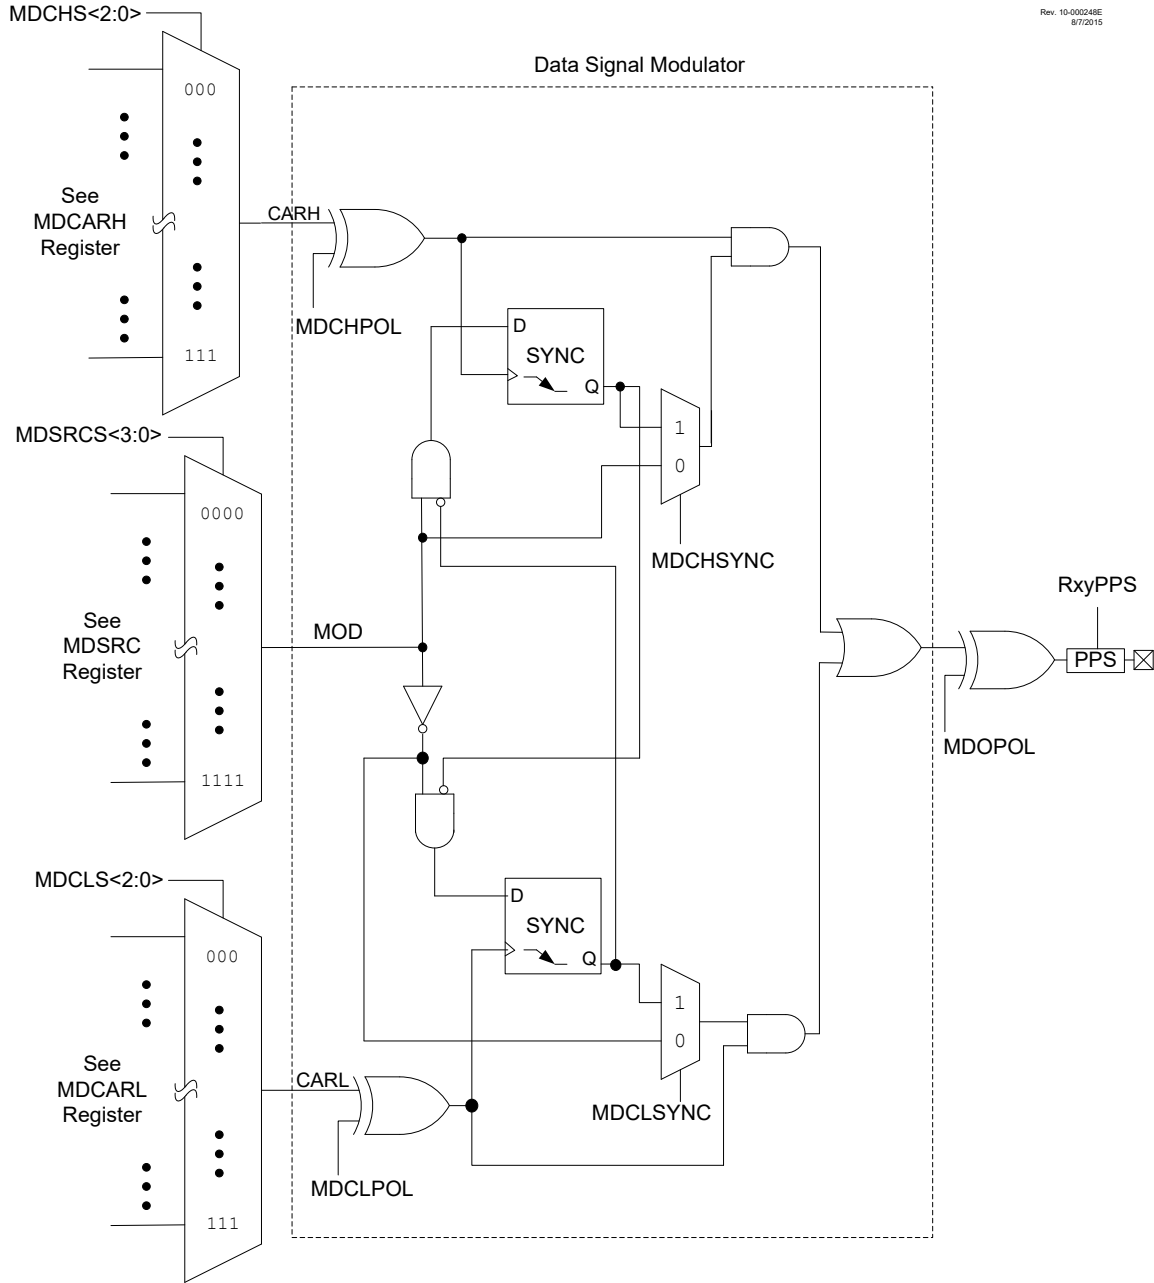 MDCHS<2:0>
Rev. 10-000248E
8/7/2015
Data Signal Modulator
000
See
MDCARH
Register
CARH
MDCHPOL
D
SYNC
Q
111
1
0
MDCHSYNC
MDSRCS<3:0>
0000
See
MDSRC
Register
MOD
1111
RxyPPS
PPS
MDOPOL
MDCLS<2:0>
D
SYNC
Q
000
1
0
See
MDCARL
Register
CARL
MDCLSYNC
MDCLPOL
111